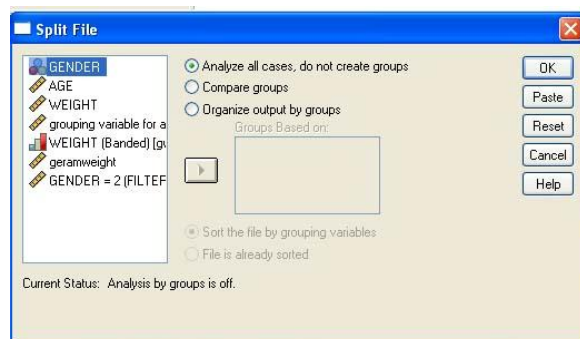 Split File
GENDER
AGE
WEIGHT
grouping variable for a
WEIGHT (Banded) [gu
geramweight
GENDER = 2 (FILTEF
Analyze all cases, do not create groups
Compare groups
Organize output by groups
Groups Based on:
Sort the file by grouping variables
File is already sorted
OK
Paste
Reset
Cancel
Help
Current Status: Analysis by groups is off.